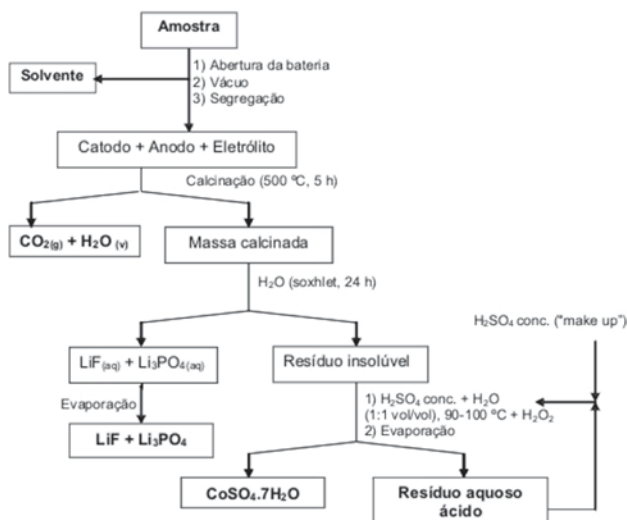 Amostra
1) Abertura da bateria
2) Vácuo
3) Segregação
Solvente
Catodo + Anodo + Eletrólito
Calcinação (500 ºC, 5 h)
CO₂(g) + H₂O (v)
Massa calcinada
H₂O (soxhlet, 24 h)
H₂SO₄ conc. ("make up")
LiF(aq) + Li₃PO₄(aq)
Resíduo insolúvel
Evaporação
1) H₂SO₄ conc. + H₂O
(1:1 vol/vol), 90-100 ºC + H₂O₂
2) Evaporação
LiF + Li₃PO₄
CoSO₄.7H₂O
Resíduo aquoso
ácido